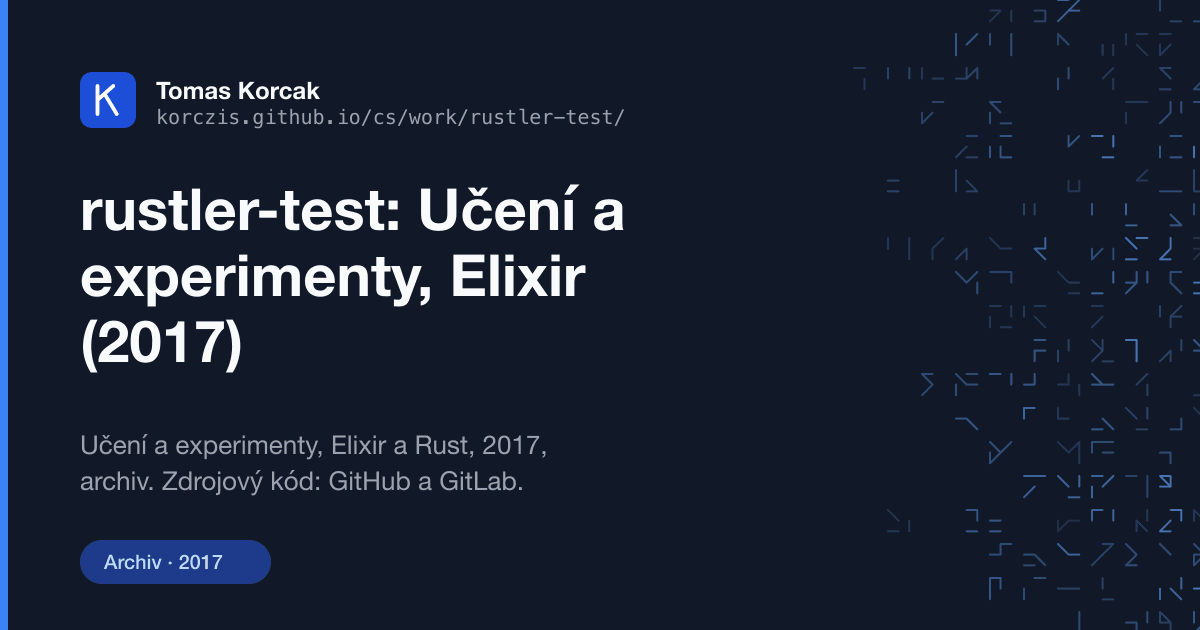 K
Tomas Korcak
korczis.github.io/cs/work/rustler-test/
rustler-test: Učení a
experimenty, Elixir
(2017)
Učení a experimenty, Elixir a Rust, 2017,
archiv. Zdrojový kód: GitHub a GitLab.
Archiv · 2017